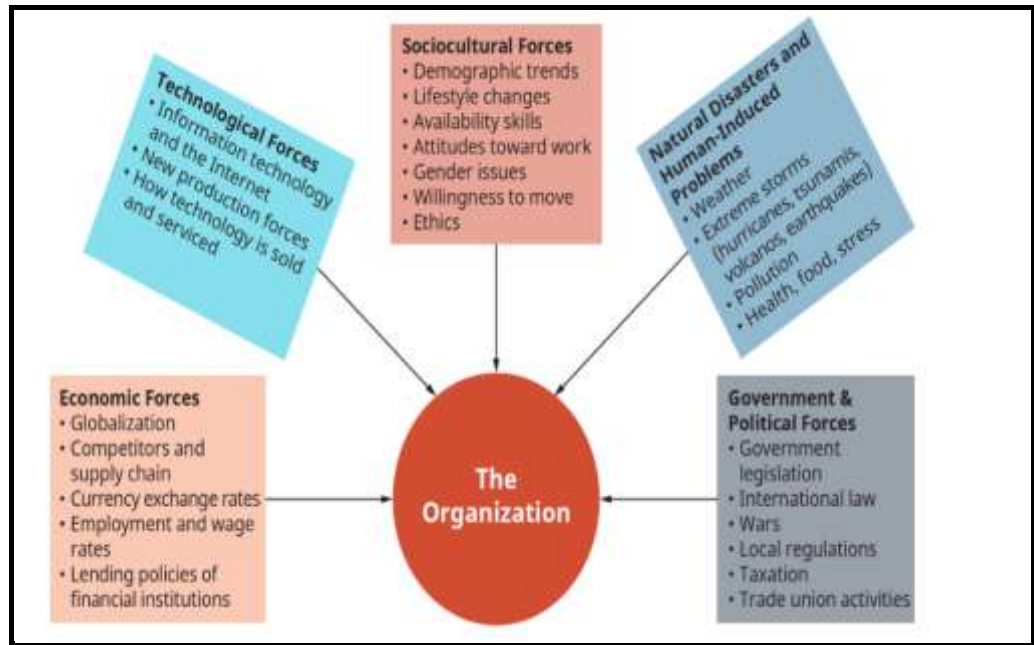 Technological Forces
• Information technology
and the Internet
• New production forces
• How technology is sold
and serviced
Sociocultural Forces
• Demographic trends
• Lifestyle changes
• Availability skills
• Attitudes toward work
• Gender issues
• Willingness to move
• Ethics
Natural Disasters and
Human-Induced
Problems
• Weather
• Extreme storms
(hurricanes, tsunamis,
volcanos, earthquakes)
• Pollution
• Health, food, stress
Economic Forces
• Globalization
• Competitors and
supply chain
• Currency exchange rates
• Employment and wage
rates
• Lending policies of
financial institutions
The
Organization
Government &
Political Forces
• Government
legislation
• International law
• Wars
• Local regulations
• Taxation
• Trade union activities